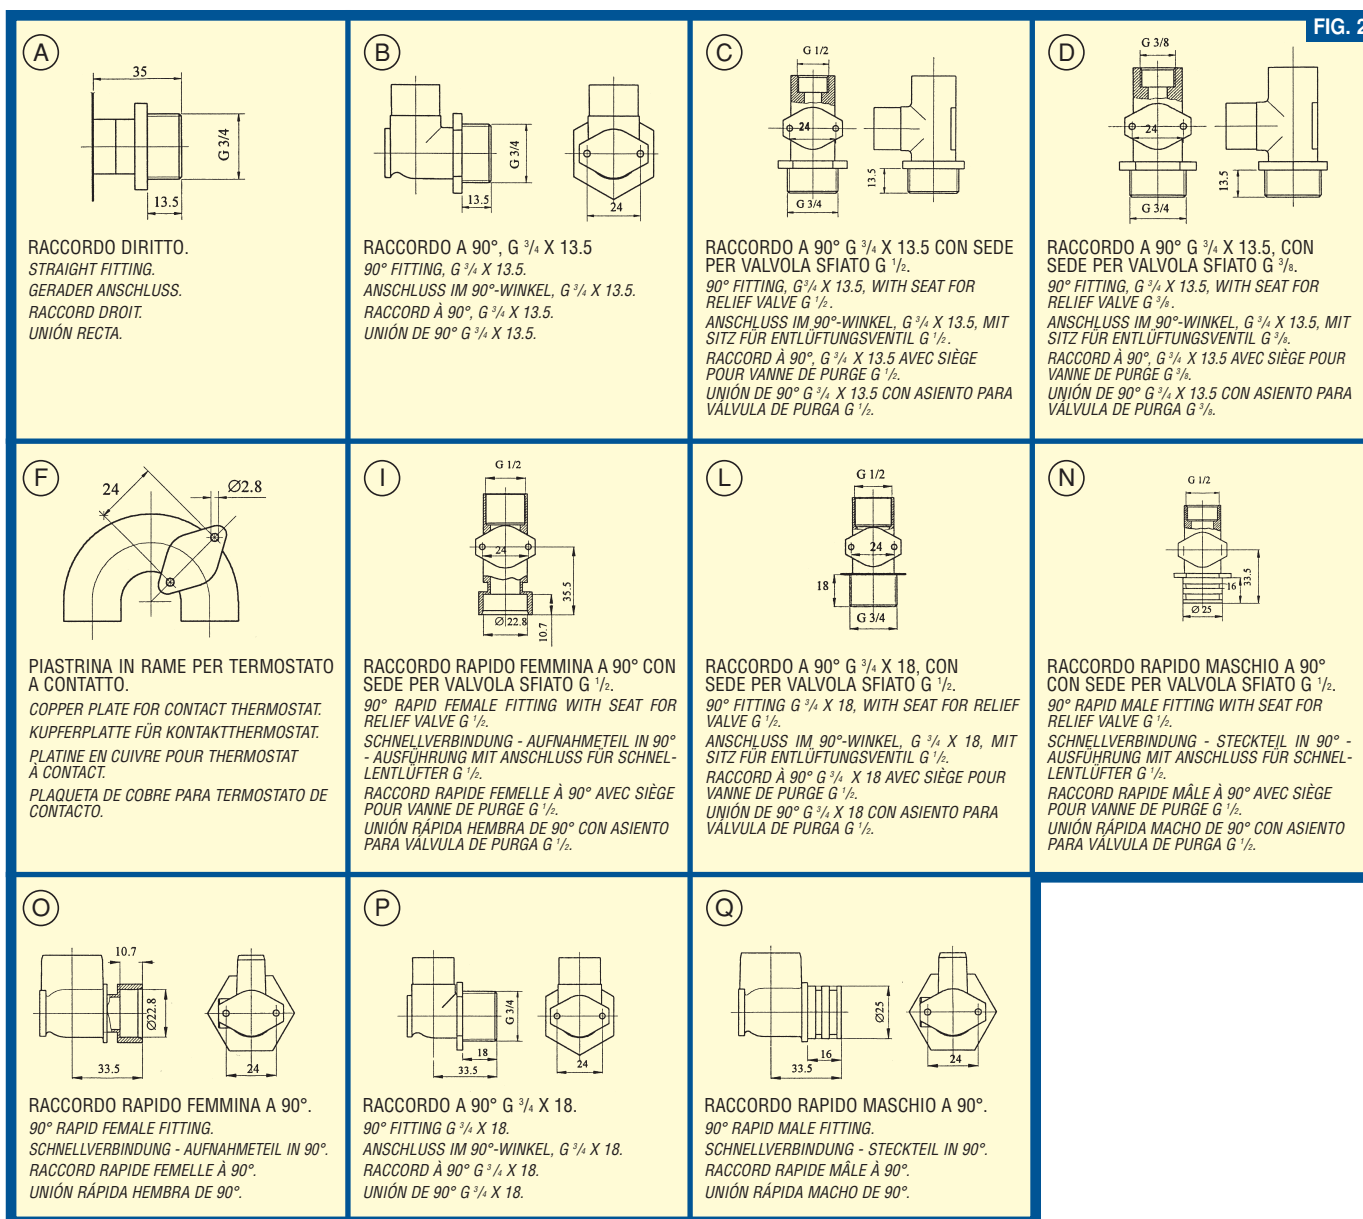 FIG. 2
A
35
G 3/4
13.5
RACCORDO DIRITTO.
STRAIGHT FITTING.
GERADER ANSCHLUSS.
RACCORD DROIT.
UNIÓN RECTA.
B
G 3/4
13.5
24
RACCORDO A 90°, G 3/4 X 13.5
90° FITTING, G 3/4 X 13.5.
ANSCHLUSS IM 90°-WINKEL, G 3/4 X 13.5.
RACCORD À 90°, G 3/4 X 13.5.
UNIÓN DE 90° G 3/4 X 13.5.
C
G 1/2
24
13.5
G 3/4
RACCORDO A 90° G 3/4 X 13.5 CON SEDE
PER VALVOLA SFIATO G 1/2.
90° FITTING, G3/4 X 13.5, WITH SEAT FOR
RELIEF VALVE G 1/2.
ANSCHLUSS IM 90°-WINKEL, G 3/4 X 13.5, MIT
SITZ FÜR ENTLÜFTUNGSVENTIL G 1/2.
RACCORD À 90°, G 3/4 X 13.5 AVEC SIÈGE
POUR VANNE DE PURGE G 1/2.
UNIÓN DE 90° G 3/4 X 13.5 CON ASIENTO PARA
VÁLVULA DE PURGA G 1/2.
D
G 3/8
24
13.5
G 3/4
RACCORDO A 90° G 3/4 X 13.5, CON
SEDE PER VALVOLA SFIATO G 3/8.
90° FITTING, G 3/4 X 13.5, WITH SEAT FOR
RELIEF VALVE G 3/8.
ANSCHLUSS IM 90°-WINKEL, G 3/4 X 13.5, MIT
SITZ FÜR ENTLÜFTUNGSVENTIL G 3/8.
RACCORD À 90°, G 3/4 X 13.5 AVEC SIÈGE POUR
VANNE DE PURGE G 3/8.
UNIÓN DE 90° G 3/4 X 13.5 CON ASIENTO PARA
VÁLVULA DE PURGA G 3/8.
F
24
Ø2.8
PIASTRINA IN RAME PER TERMOSTATO
A CONTATTO.
COPPER PLATE FOR CONTACT THERMOSTAT.
KUPFERPLATTE FÜR KONTAKTTHERMOSTAT.
PLATINE EN CUIVRE POUR THERMOSTAT
À CONTACT.
PLAQUETA DE COBRE PARA TERMOSTATO DE
CONTACTO.
I
G 1/2
24
35.5
Ø 22.8
10.7
RACCORDO RAPIDO FEMMINA A 90° CON
SEDE PER VALVOLA SFIATO G 1/2.
90° RAPID FEMALE FITTING WITH SEAT FOR
RELIEF VALVE G 1/2.
SCHNELLVERBINDUNG - AUFNAHMETEIL IN 90°
- AUSFÜHRUNG MIT ANSCHLUSS FÜR SCHNEL-
LENTLÜFTER G 1/2.
RACCORD RAPIDE FEMELLE À 90° AVEC SIÈGE
POUR VANNE DE PURGE G 1/2.
UNIÓN RÁPIDA HEMBRA DE 90° CON ASIENTO
PARA VÁLVULA DE PURGA G 1/2.
L
G 1/2
24
18
G 3/4
RACCORDO A 90° G 3/4 X 18, CON
SEDE PER VALVOLA SFIATO G 1/2.
90° FITTING G 3/4 X 18, WITH SEAT FOR RELIEF
VALVE G 1/2.
ANSCHLUSS IM 90°-WINKEL, G 3/4 X 18, MIT
SITZ FÜR ENTLÜFTUNGSVENTIL G 1/2.
RACCORD À 90° G 3/4 X 18 AVEC SIÈGE POUR
VANNE DE PURGE G 1/2.
UNIÓN DE 90° G 3/4 X 18 CON ASIENTO PARA
VÁLVULA DE PURGA G 1/2.
N
G 1/2
24
16
33.5
Ø 25
RACCORDO RAPIDO MASCHIO A 90°
CON SEDE PER VALVOLA SFIATO G 1/2.
90° RAPID MALE FITTING WITH SEAT FOR
RELIEF VALVE G 1/2.
SCHNELLVERBINDUNG - STECKTEIL IN 90° -
AUSFÜHRUNG MIT ANSCHLUSS FÜR SCHNEL-
LENTLÜFTER G 1/2.
RACCORD RAPIDE MÂLE À 90° AVEC SIÈGE
POUR VANNE DE PURGE G 1/2.
UNIÓN RÁPIDA MACHO DE 90° CON ASIENTO
PARA VÁLVULA DE PURGA G 1/2.
O
10.7
Ø22.8
33.5
24
RACCORDO RAPIDO FEMMINA A 90°.
90° RAPID FEMALE FITTING.
SCHNELLVERBINDUNG - AUFNAHMETEIL IN 90°.
RACCORD RAPIDE FEMELLE À 90°.
UNIÓN RÁPIDA HEMBRA DE 90°.
P
G 3/4
18
33.5
24
RACCORDO A 90° G 3/4 X 18.
90° FITTING G 3/4 X 18.
ANSCHLUSS IM 90°-WINKEL, G 3/4 X 18.
RACCORD À 90° G 3/4 X 18.
UNIÓN DE 90° G 3/4 X 18.
Q
Ø25
16
33.5
24
RACCORDO RAPIDO MASCHIO A 90°.
90° RAPID MALE FITTING.
SCHNELLVERBINDUNG - STECKTEIL IN 90°.
RACCORD RAPIDE MÂLE À 90°.
UNIÓN RÁPIDA MACHO DE 90°.